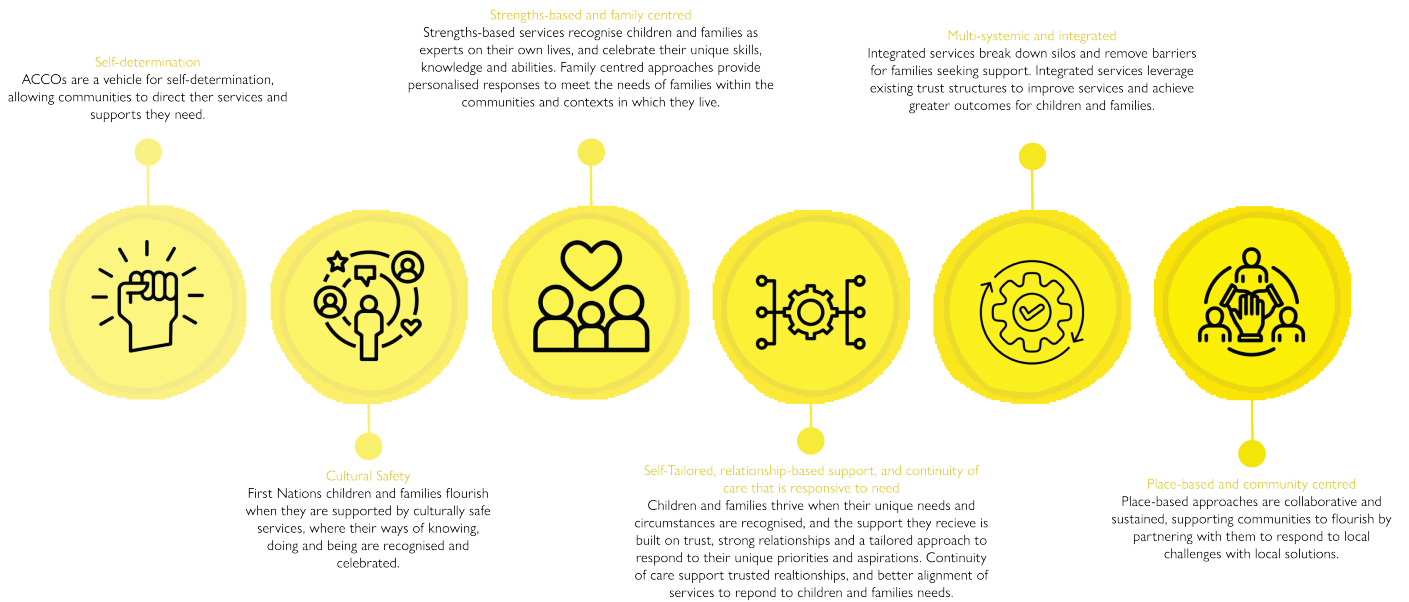 Self-determination
ACCOs are a vehicle for self-determination,
allowing communities to direct ther services and
supports they need.
Cultural Safety
First Nations children and families flourish
when they are supported by culturally safe
services, where their ways of knowing,
doing and being are recognised and
celebrated.
Strengths-based and family centred
Strengths-based services recognise children and families as
experts on their own lives, and celebrate their unique skills,
knowledge and abilities. Family centred approaches provide
personalised responses to meet the needs of families within the
communities and contexts in which they live.
Self-Tailored, relationship-based support, and continuity of
care that is responsive to need
Children and families thrive when their unique needs and
circumstances are recognised, and the support they recieve is
built on trust, strong relationships and a tailored approach to
respond to their unique priorities and aspirations. Continuity
of care support trusted realtionships, and better alignment of
services to repond to children and families needs.
Multi-systemic and integrated
Integrated services break down silos and remove barriers
for families seeking support. Integrated services leverage
existing trust structures to improve services and achieve
greater outcomes for children and families.
Place-based and community centred
Place-based approaches are collaborative and
sustained, supporting communities to flourish by
partnering with them to respond to local
challenges with local solutions.